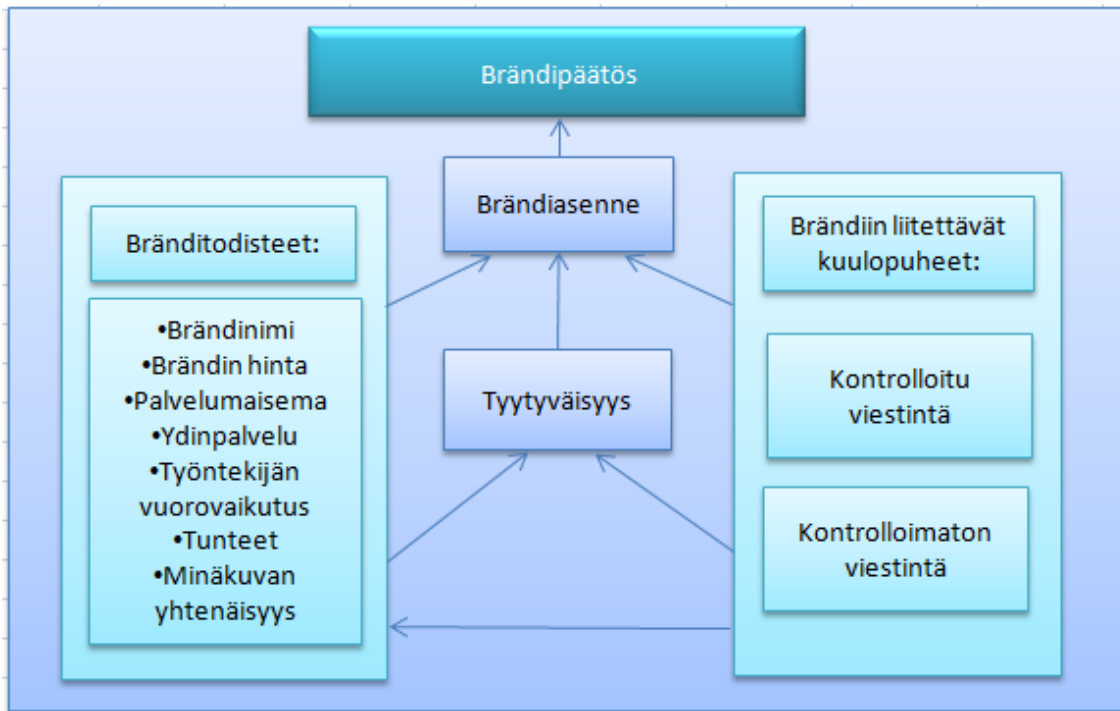 Brändipäätös
Brändiasenne
Bränditodisteet:
•Brändinimi
•Brändin hinta
•Palvelumaisema
•Ydinpalvelu
•Työntekijän
vuorovaikutus
•Tunteet
•Minäkuvan
yhtenäisyys
Tyytyväisyys
Brändiin liitettävät
kuulopuheet:
Kontrolloitu
viestintä
Kontrolloimaton
viestintä